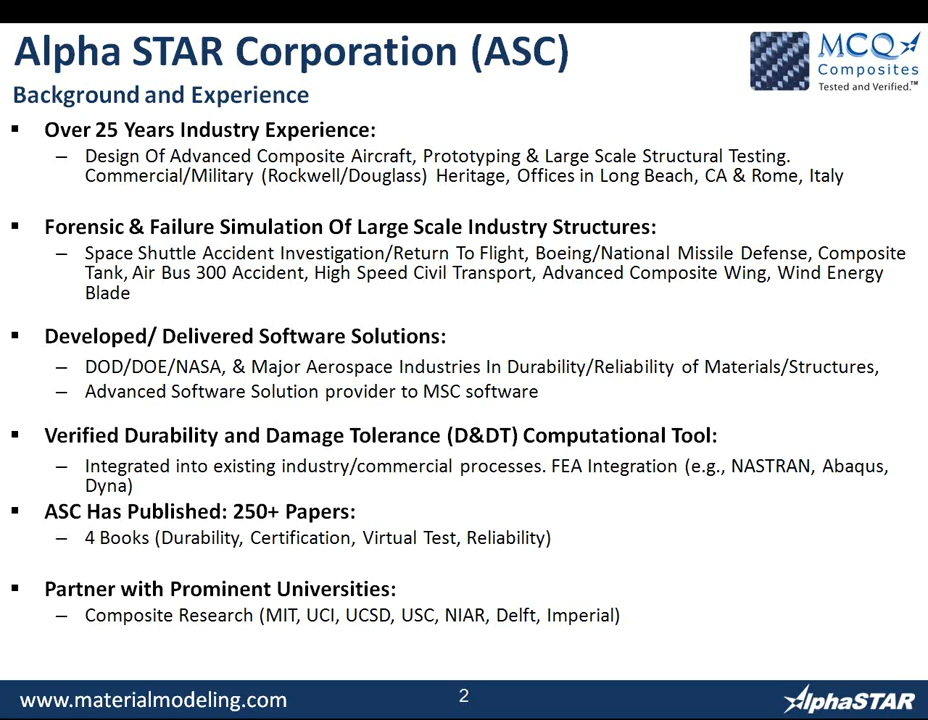 Alpha STAR Corporation (ASC)
MCQ
Composites
Tested and Verified.™
Background and Experience
▪ Over 25 Years Industry Experience:
– Design Of Advanced Composite Aircraft, Prototyping & Large Scale Structural Testing.
Commercial/Military (Rockwell/Douglass) Heritage, Offices in Long Beach, CA & Rome, Italy
▪ Forensic & Failure Simulation Of Large Scale Industry Structures:
– Space Shuttle Accident Investigation/Return To Flight, Boeing/National Missile Defense, Composite
Tank, Air Bus 300 Accident, High Speed Civil Transport, Advanced Composite Wing, Wind Energy
Blade
▪ Developed/ Delivered Software Solutions:
– DOD/DOE/NASA, & Major Aerospace Industries In Durability/Reliability of Materials/Structures,
– Advanced Software Solution provider to MSC software
▪ Verified Durability and Damage Tolerance (D&DT) Computational Tool:
– Integrated into existing industry/commercial processes. FEA Integration (e.g., NASTRAN, Abaqus,
Dyna)
▪ ASC Has Published: 250+ Papers:
– 4 Books (Durability, Certification, Virtual Test, Reliability)
▪ Partner with Prominent Universities:
– Composite Research (MIT, UCI, UCSD, USC, NIAR, Delft, Imperial)
www.materialmodeling.com
2
AlphaSTAR